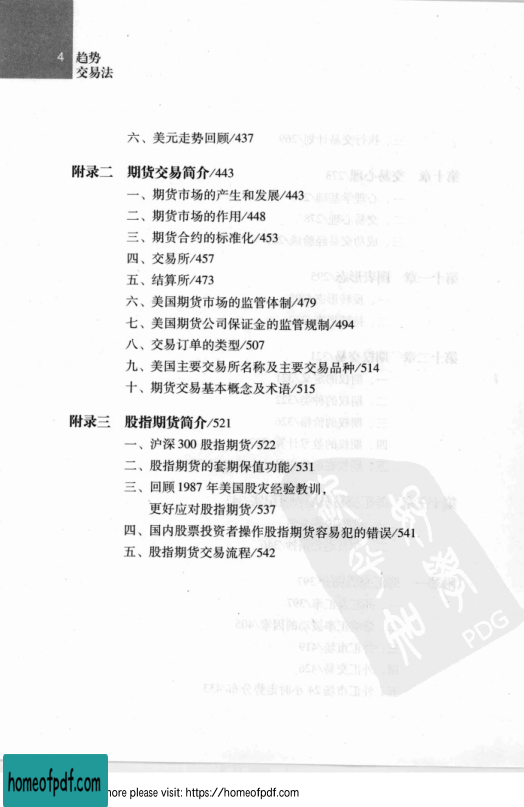 4 趋势
交易法
六、美元走势回顾/437
附录二 期货交易简介/443
一、期货市场的产生和发展/443
二、期货市场的作用/448
三、期货合约的标准化/453
四、交易所/457
五、结算所/473
六、美国期货市场的监管体制/479
七、美国期货公司保证金的监管规制/494
八、交易订单的类型/507
九、美国主要交易所名称及主要交易品种/514
十、期货交易基本概念及术语/515
附录三 股指期货简介/521
一、沪深300股指期货/522
二、股指期货的套期保值功能/531
三、回顾1987年美国股灾经验教训，
更好应对股指期货/537
四、国内股票投资者操作股指期货容易犯的错误/541
五、股指期货交易流程/542
PDG
homeofpdf.com
more please visit: https://homeofpdf.com